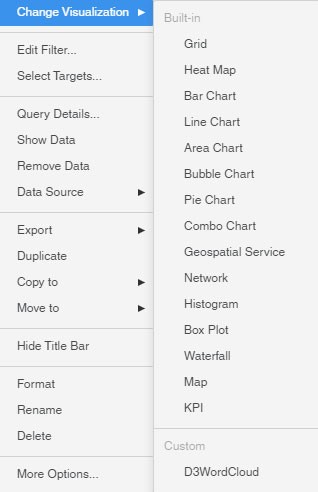 Change Visualization
Edit Filter...
Select Targets...
Query Details...
Show Data
Remove Data
Data Source
Export
Duplicate
Copy to
Move to
Hide Title Bar
Format
Rename
Delete
More Options...
Built-in
Grid
Heat Map
Bar Chart
Line Chart
Area Chart
Bubble Chart
Pie Chart
Combo Chart
Geospatial Service
Network
Histogram
Box Plot
Waterfall
Map
KPI
Custom
D3WordCloud